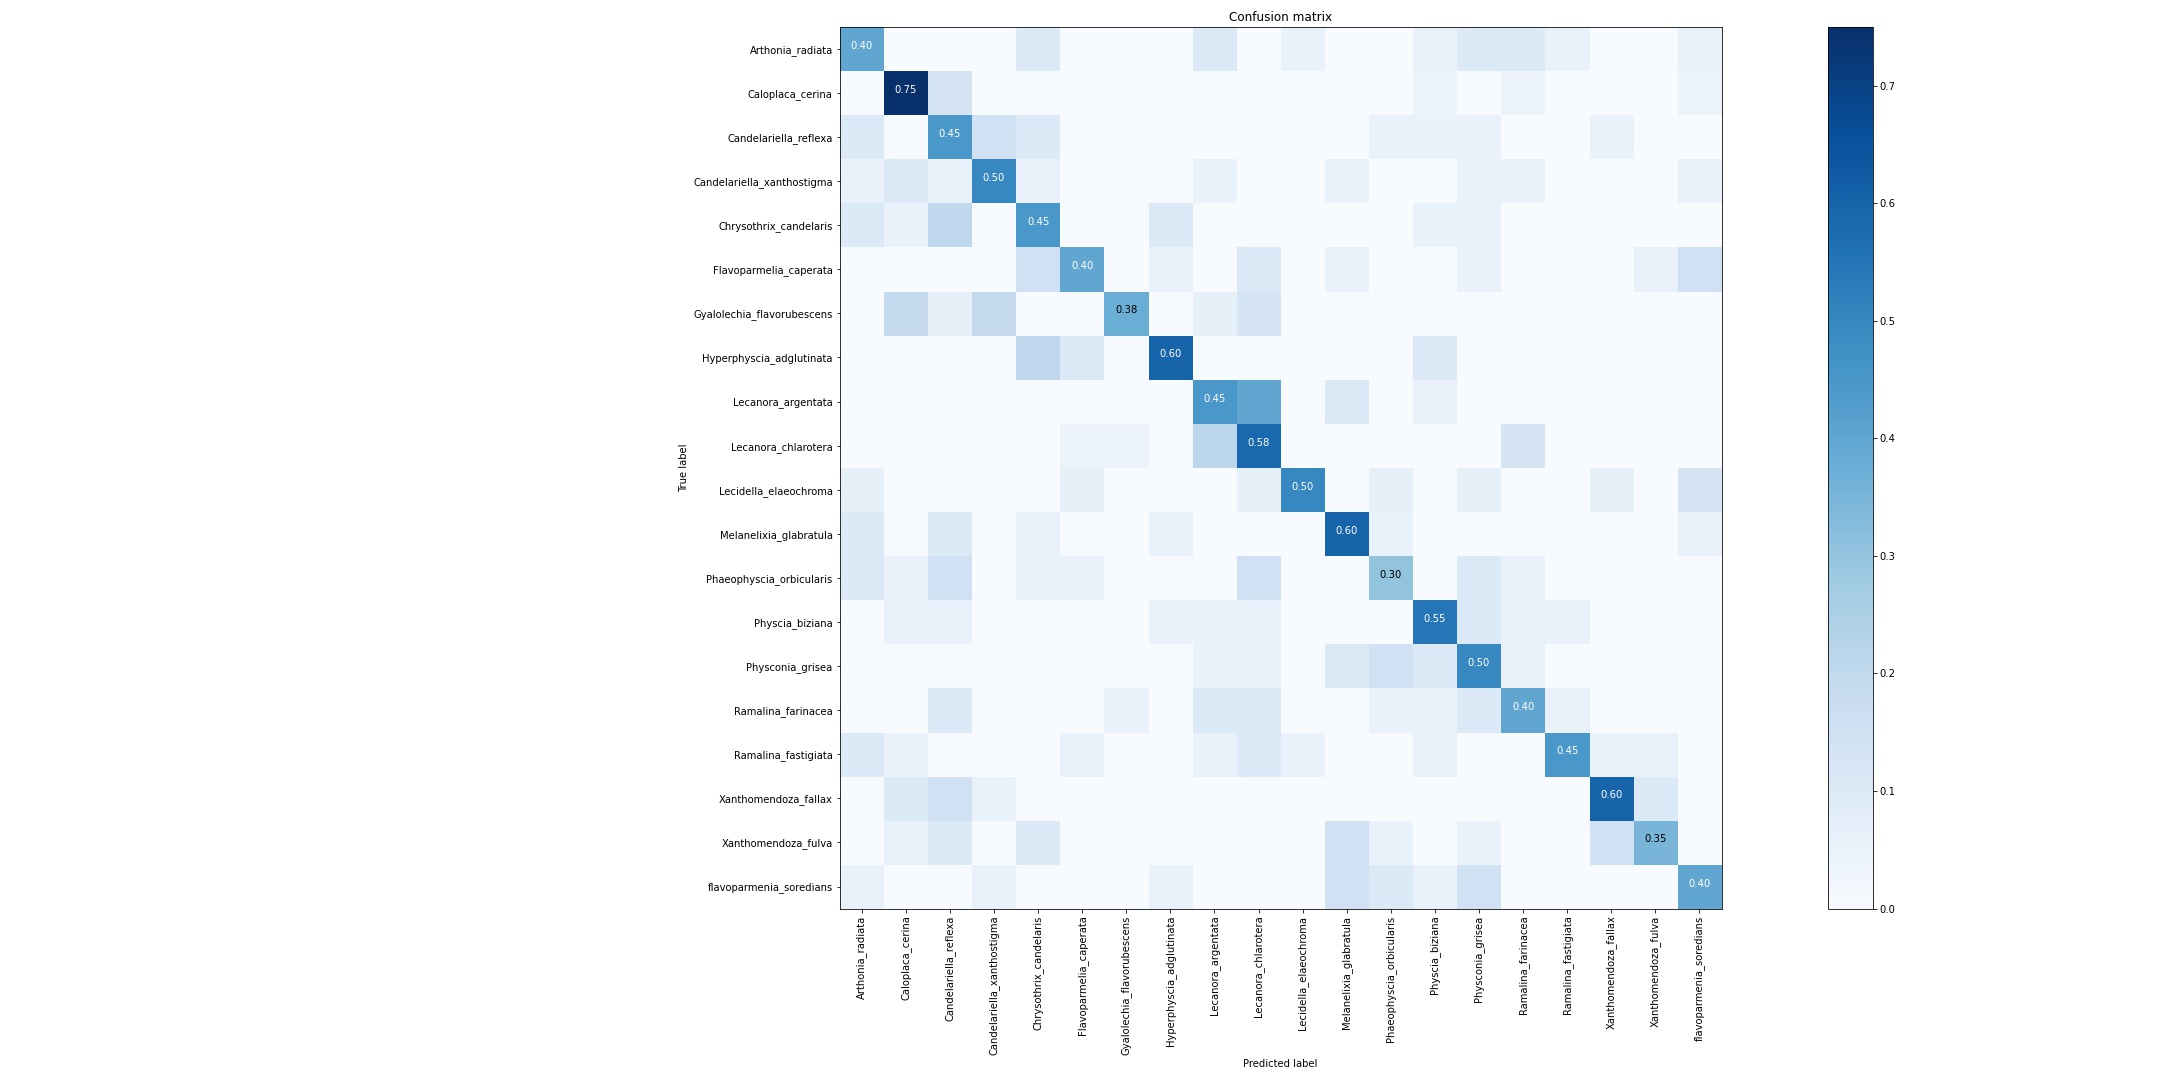 Confusion matrix
True label
Arthonia_radiata
Caloplaca_cerina
Candelariella_reflexa
Candelariella_xanthostigma
Chrysothrix_candelaris
Flavoparmelia_caperata
Gyalolechia_flavorubescens
Hyperphyscia_adglutinata
Lecanora_argentata
Lecanora_chlarotera
Lecidella_elaeochroma
Melanelixia_glabratula
Phaeophyscia_orbicularis
Physcia_biziana
Physconia_grisea
Ramalina_farinacea
Ramalina_fastigiata
Xanthomendoza_fallax
Xanthomendoza_fulva
flavoparmenia_soredians
0.40
0.75
0.45
0.50
0.45
0.40
0.38
0.60
0.45
0.58
0.50
0.60
0.30
0.55
0.50
0.40
0.45
0.60
0.35
0.40
Arthonia_radiata
Caloplaca_cerina
Candelariella_reflexa
Candelariella_xanthostigma
Chrysothrix_candelaris
Flavoparmelia_caperata
Gyalolechia_flavorubescens
Hyperphyscia_adglutinata
Lecanora_argentata
Lecanora_chlarotera
Lecidella_elaeochroma
Melanelixia_glabratula
Phaeophyscia_orbicularis
Physcia_biziana
Physconia_grisea
Ramalina_farinacea
Ramalina_fastigiata
Xanthomendoza_fallax
Xanthomendoza_fulva
flavoparmenia_soredians
Predicted label
0.7
0.6
0.5
0.4
0.3
0.2
0.1
0.0